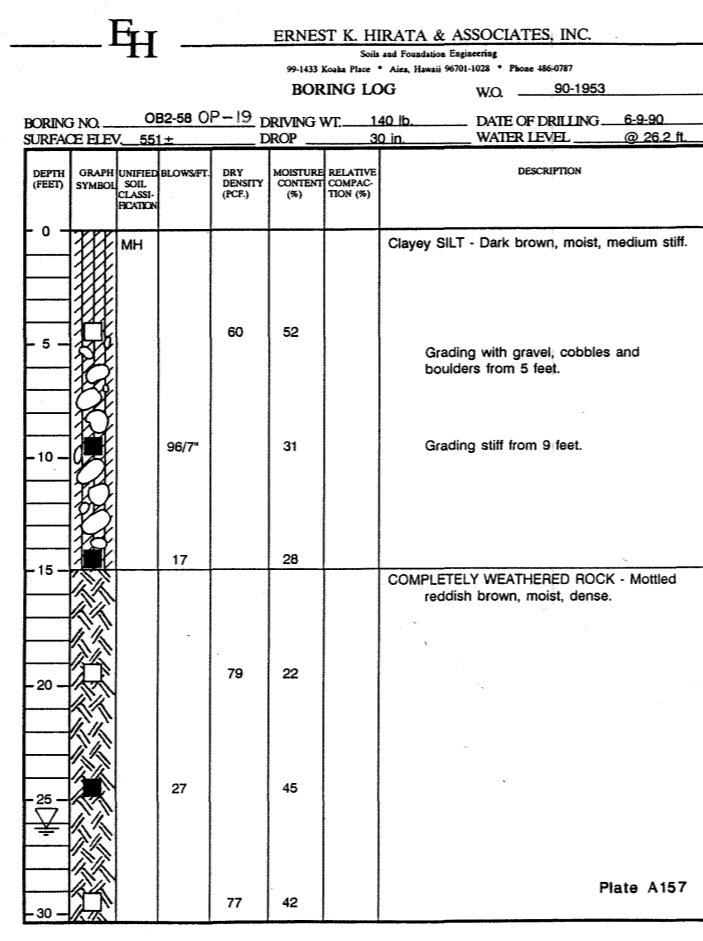 EH
ERNEST K. HIRATA & ASSOCIATES, INC.
Soils and Foundation Engineering
99-1433 Koaha Place * Aiea, Hawaii 96701-1028 * Phone 486-0787
BORING LOG W.O. 90-1953
BORING NO. OB2-58 OP-19 DRIVING WT. 140 lb. DATE OF DRILLING 6-9-90
SURFACE ELEV. 551± DROP 30 in. WATER LEVEL @ 26.2 ft.
DEPTH (FEET) GRAPH SYMBOL UNIFIED SOIL CLASSI-FICATION BLOWS/FT. DRY DENSITY (PCF.) MOISTURE CONTENT (%) RELATIVE COMPAC-TION (%) DESCRIPTION
0 MH Clayey SILT - Dark brown, moist, medium stiff.
60 52
5 Grading with gravel, cobbles and
boulders from 5 feet.
96/7" 31 Grading stiff from 9 feet.
10
17 28
15 COMPLETELY WEATHERED ROCK - Mottled
reddish brown, moist, dense.
79 22
20
27 45
25
Plate A157
77 42
30